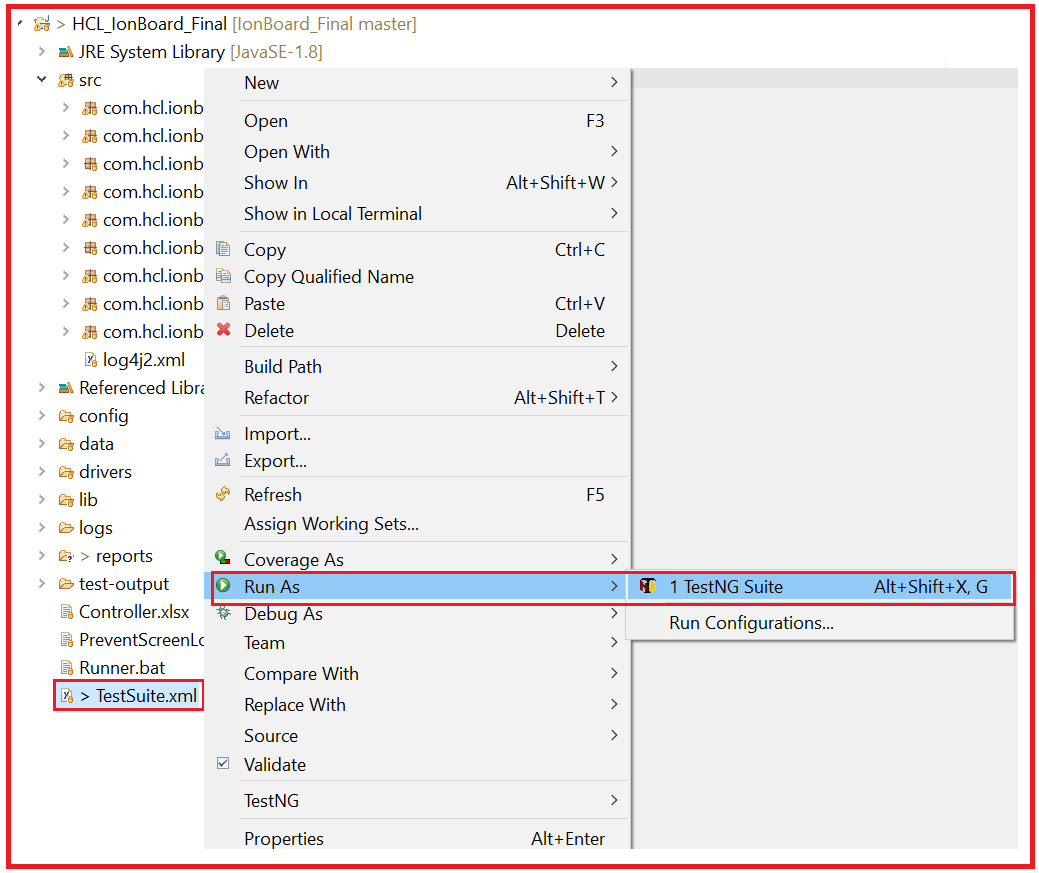 > HCL_IonBoard_Final [IonBoard_Final master]
JRE System Library [JavaSE-1.8]
src
com.hcl.ionb
com.hcl.ionb
com.hcl.ionb
com.hcl.ionb
com.hcl.ionb
com.hcl.ionb
com.hcl.ionb
com.hcl.ionb
com.hcl.ionb
log4j2.xml
Referenced Libra
config
data
drivers
lib
logs
> reports
test-output
Controller.xlsx
PreventScreenLo
Runner.bat
> TestSuite.xml
New
Open F3
Open With
Show In Alt+Shift+W
Show in Local Terminal
Copy Ctrl+C
Copy Qualified Name
Paste Ctrl+V
Delete Delete
Build Path
Refactor Alt+Shift+T
Import...
Export...
Refresh F5
Assign Working Sets...
Coverage As
Run As
Debug As
Team
Compare With
Replace With
Source
Validate
TestNG
Properties Alt+Enter
1 TestNG Suite Alt+Shift+X, G
Run Configurations...